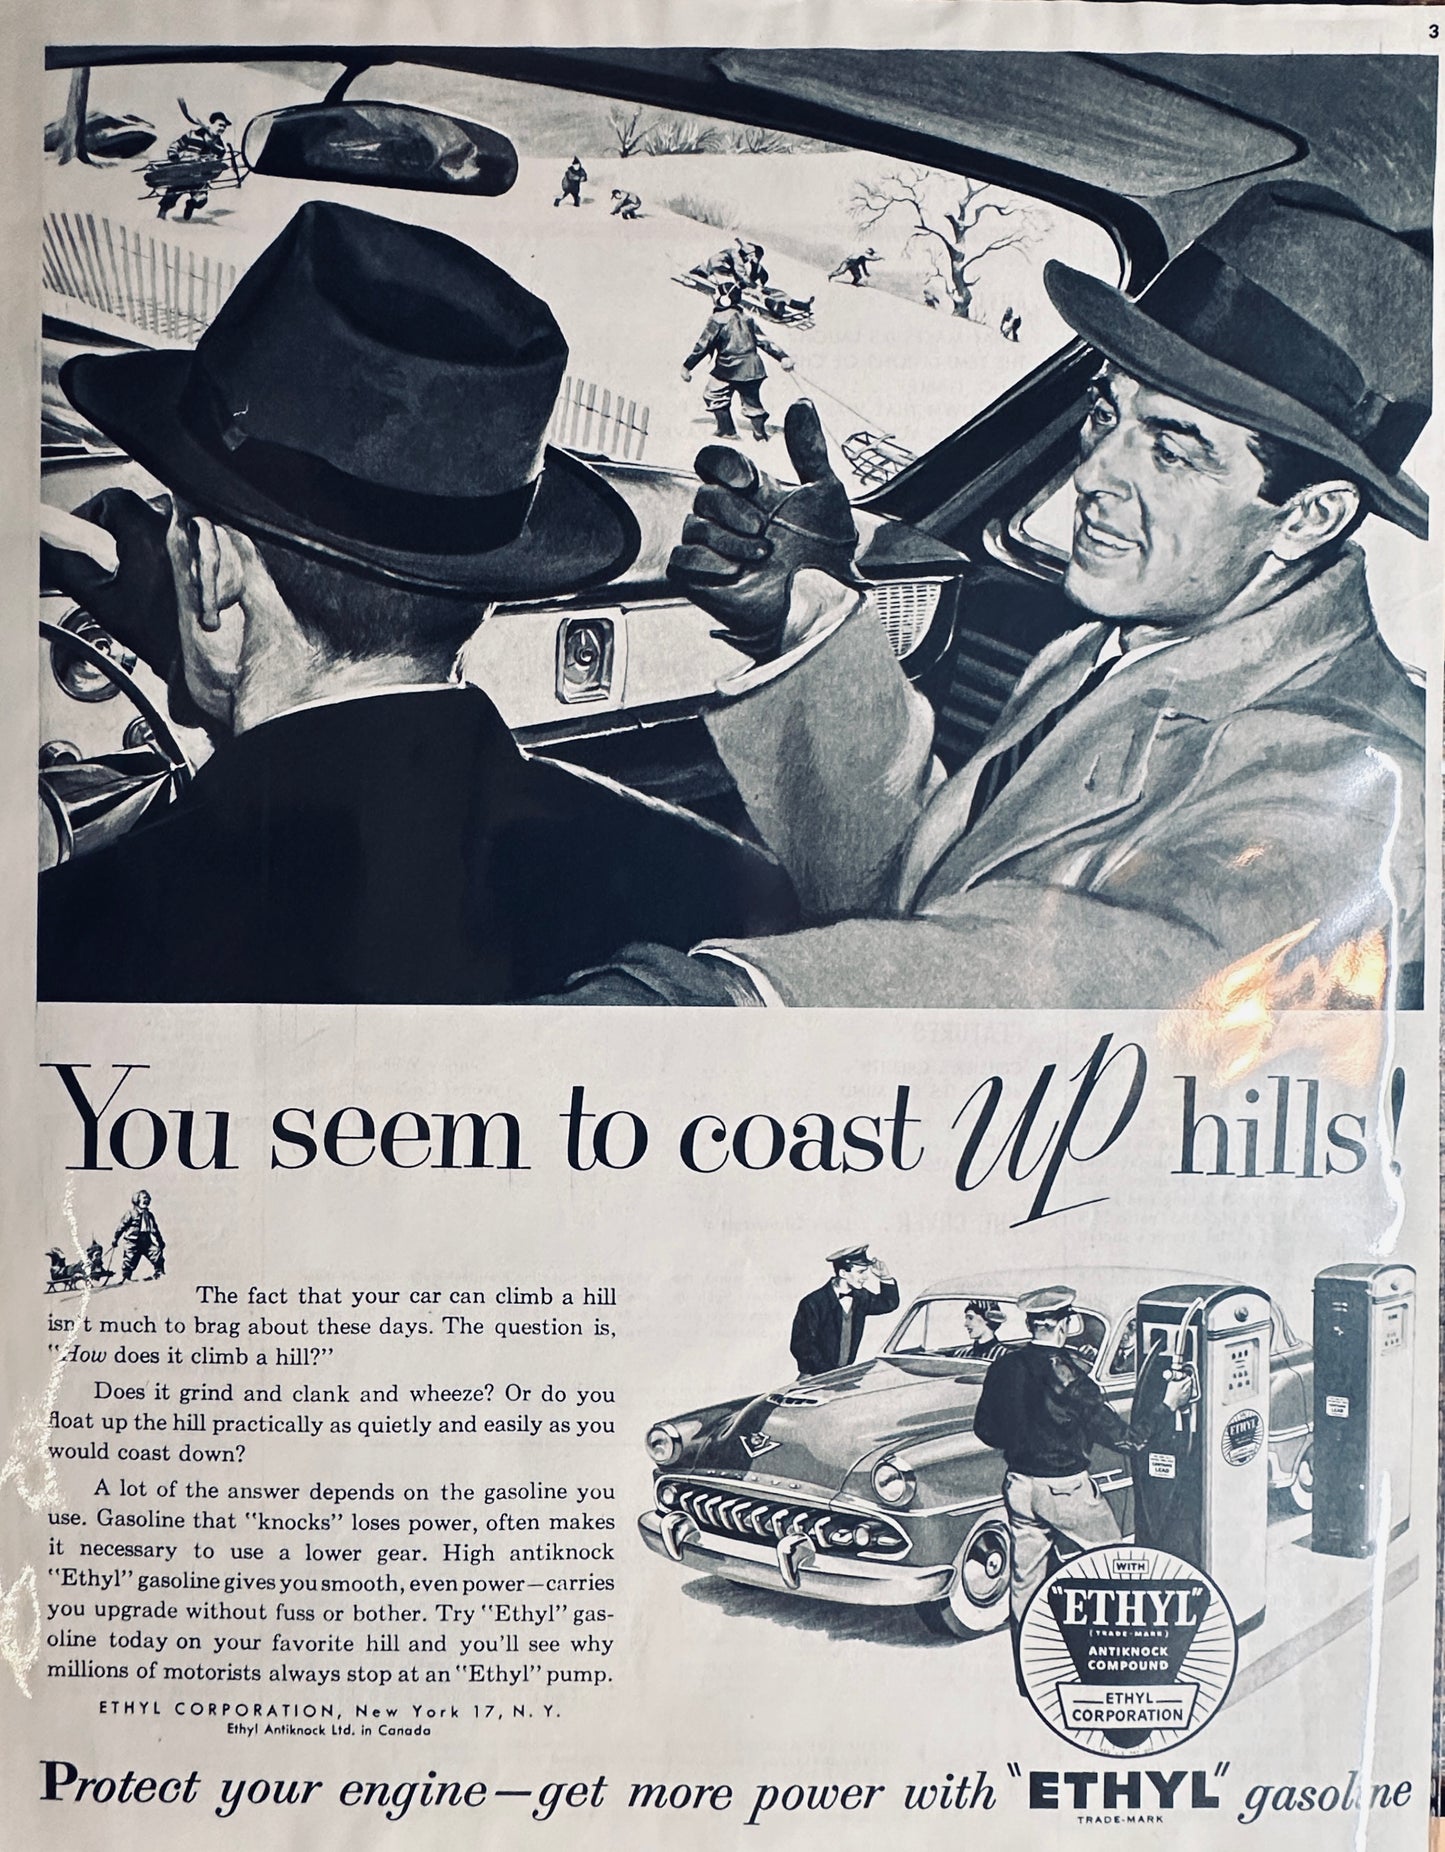 3
You seem to coast up hills!
The fact that your car can climb a hill
isn't much to brag about these days. The question is,
"How does it climb a hill?"
Does it grind and clank and wheeze? Or do you
float up the hill practically as quietly and easily as you
would coast down?
A lot of the answer depends on the gasoline you
use. Gasoline that "knocks" loses power, often makes
it necessary to use a lower gear. High antiknock
"Ethyl" gasoline gives you smooth, even power—carries
you upgrade without fuss or bother. Try "Ethyl" gas-
oline today on your favorite hill and you'll see why
millions of motorists always stop at an "Ethyl" pump.
ETHYL CORPORATION, New York 17, N. Y.
Ethyl Antiknock Ltd. in Canada
ETHYL
LEAD
LEAD
WITH
"ETHYL"
(TRADE-MARK)
ANTIKNOCK
COMPOUND
ETHYL
CORPORATION
Protect your engine—get more power with "ETHYL" gasoline
TRADE-MARK